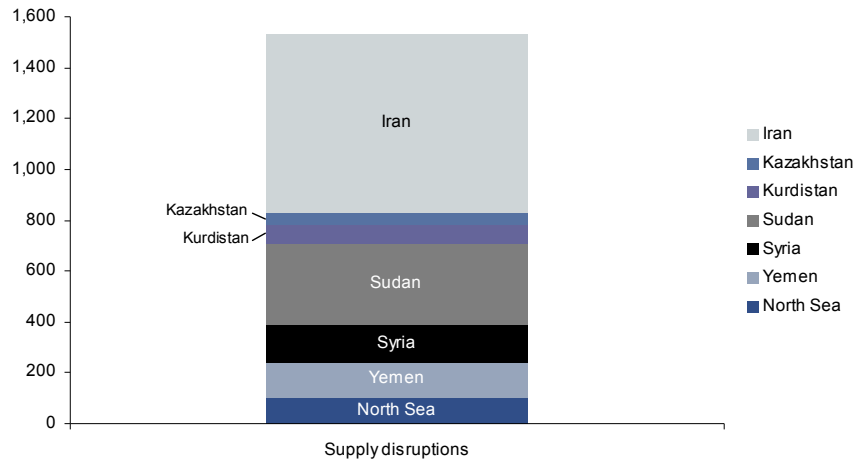 1,600
1,400
1,200
1,000
800
600
400
200
0
Iran
Kazakhstan
Kurdistan
Sudan
Syria
Yemen
North Sea
Supply disruptions
Iran
Kazakhstan
Kurdistan
Sudan
Syria
Yemen
North Sea